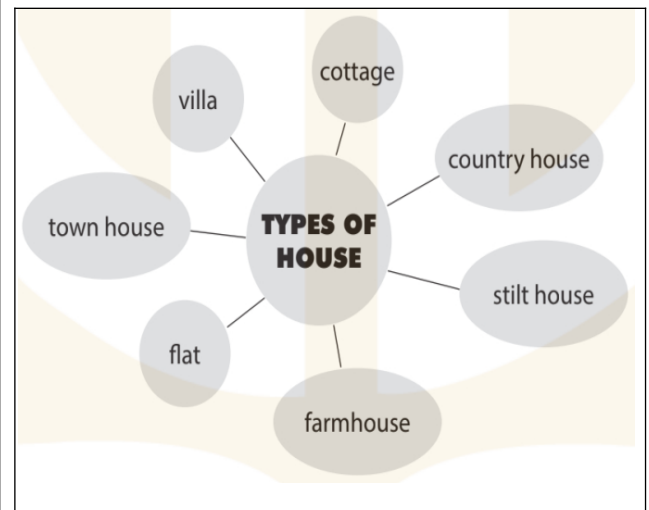 cottage
villa
country house
town house
TYPES OF
HOUSE
stilt house
flat
farmhouse